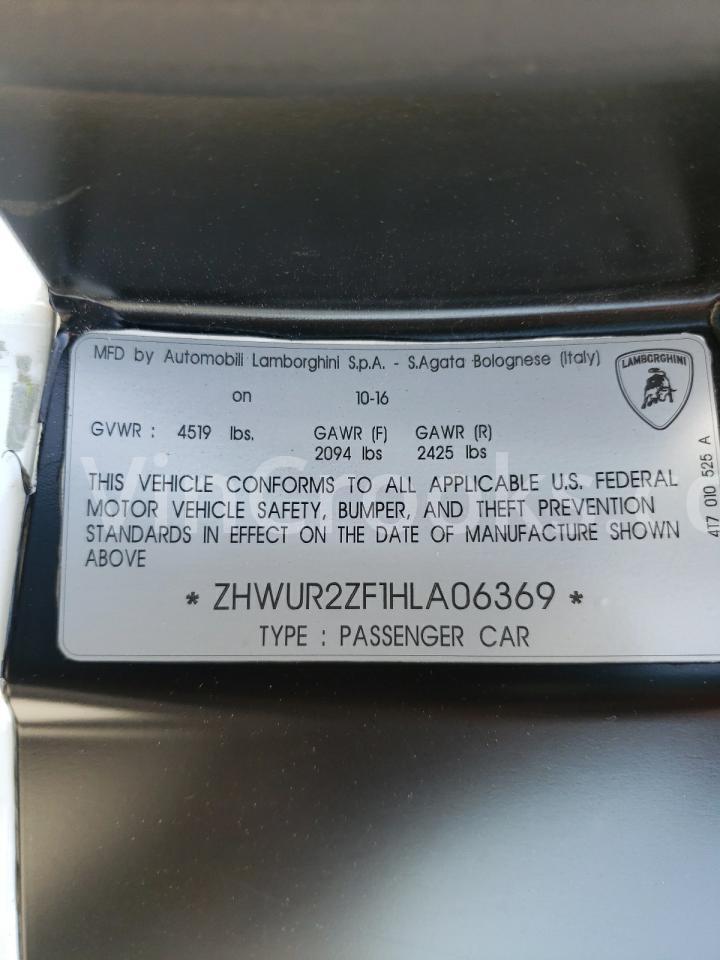 MFD by Automobili Lamborghini S.p.A. - S.Agata Bolognese (Italy)
on 10-16
GVWR : 4519 lbs. GAWR (F) GAWR (R)
2094 lbs 2425 lbs
THIS VEHICLE CONFORMS TO ALL APPLICABLE U.S. FEDERAL
MOTOR VEHICLE SAFETY, BUMPER, AND THEFT PREVENTION
STANDARDS IN EFFECT ON THE DATE OF MANUFACTURE SHOWN
ABOVE
* ZHWUR2ZF1HLA06369 *
TYPE : PASSENGER CAR
LAMBORGHINI
4T7 010 525 A